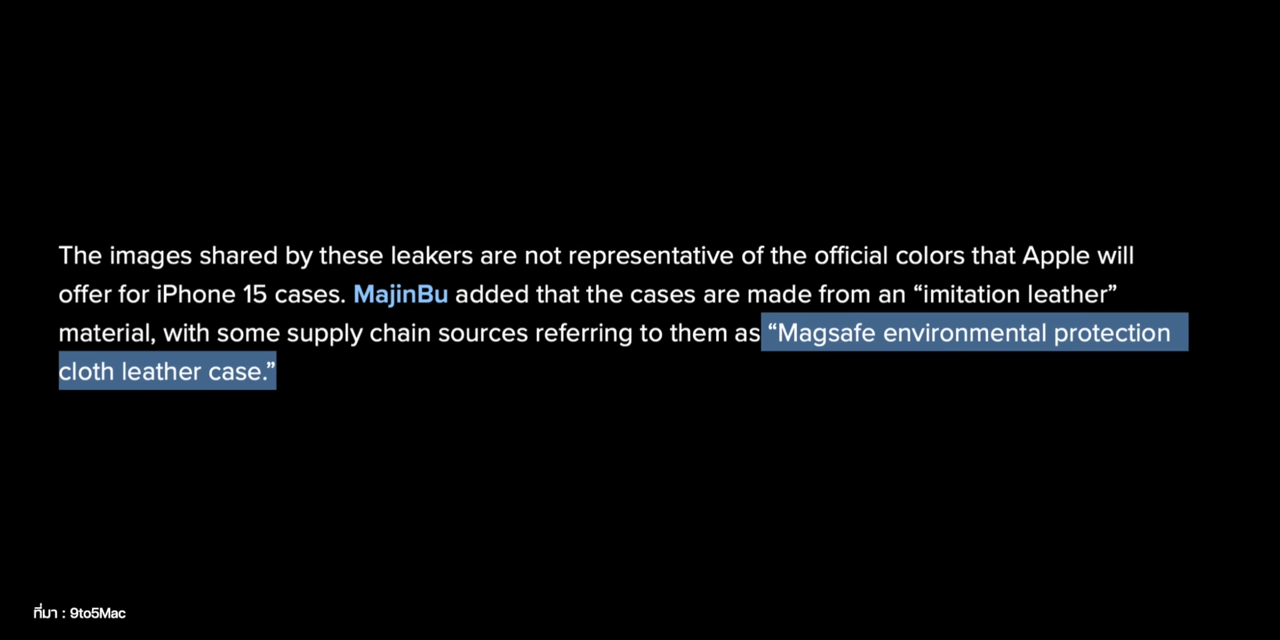 The images shared by these leakers are not representative of the official colors that Apple will
offer for iPhone 15 cases. MajinBu added that the cases are made from an “imitation leather”
material, with some supply chain sources referring to them as “Magsafe environmental protection
cloth leather case.”
ที่มา : 9to5Mac